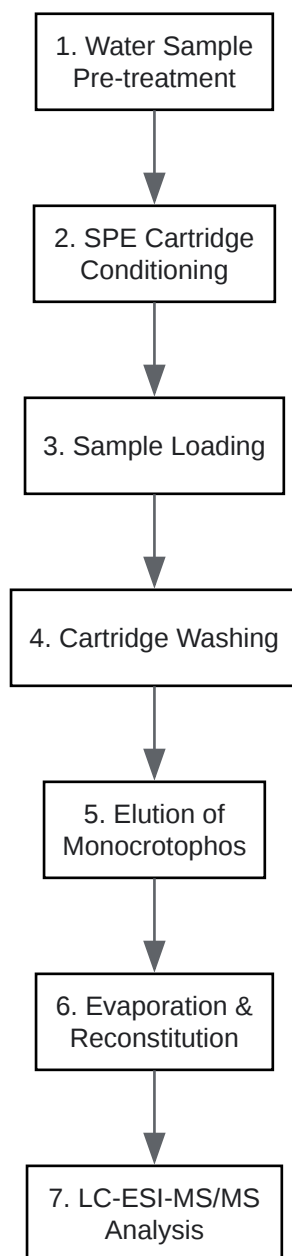 1. Water Sample
Pre-treatment
2. SPE Cartridge
Conditioning
3. Sample Loading
4. Cartridge Washing
5. Elution of
Monocrotophos
6. Evaporation &
Reconstitution
7. LC-ESI-MS/MS
Analysis